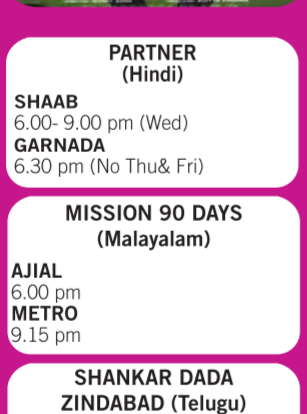 PARTNER
(Hindi)
SHAAB
6.00- 9.00 pm (Wed)
GARNADA
6.30 pm (No Thu& Fri)
MISSION 90 DAYS
(Malayalam)
AJIAL
6.00 pm
METRO
9.15 pm
SHANKAR DADA
ZINDABAD (Telugu)